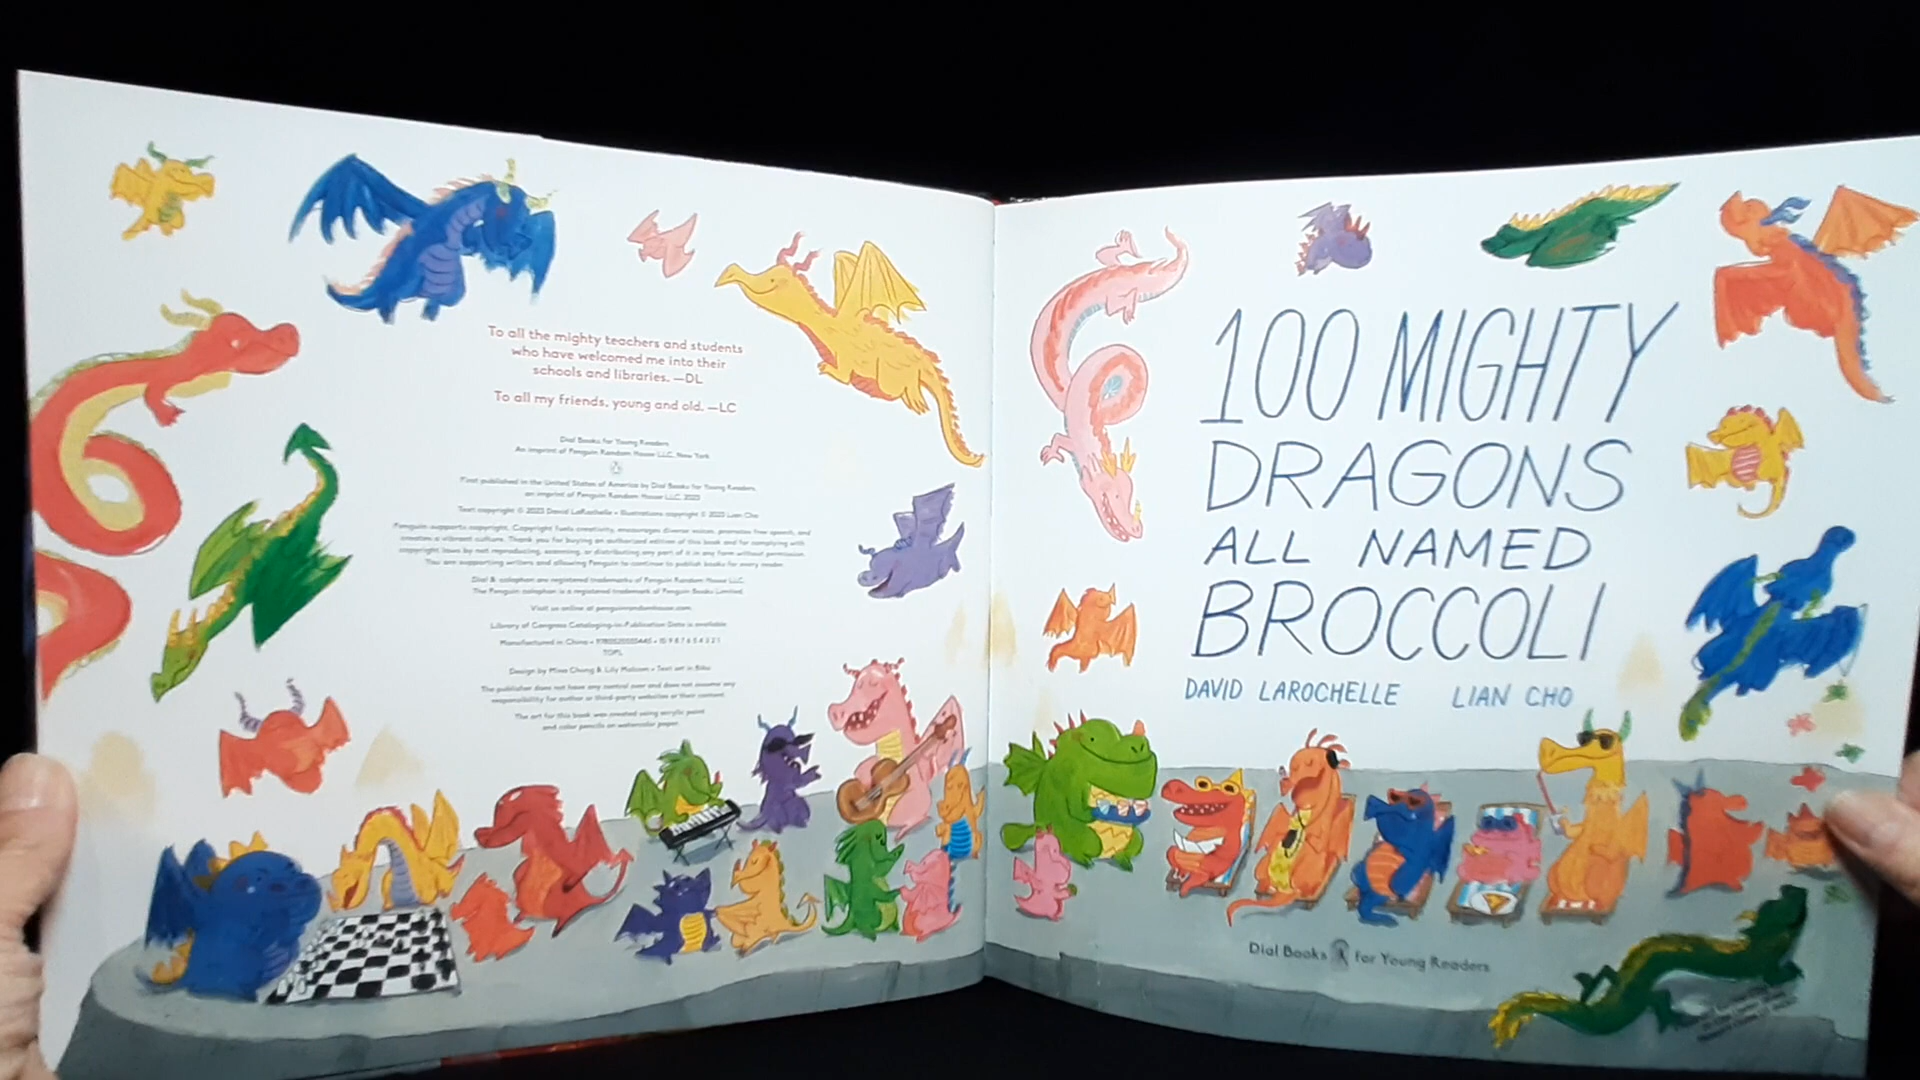 To all the mighty teachers and students
who have welcomed me into their
schools and libraries. —DL
To all my friends, young and old. —LC
Dial Books for Young Readers
An imprint of Penguin Random House LLC, New York
First published in the United States of America by Dial Books for Young Readers,
an imprint of Penguin Random House LLC, 2023
Text copyright © 2023 David LaRochelle • Illustrations copyright © 2023 Lian Cho
Penguin supports copyright. Copyright fuels creativity, encourages diverse voices, promotes free speech, and
creates a vibrant culture. Thank you for buying an authorized edition of this book and for complying with
copyright laws by not reproducing, scanning, or distributing any part of it in any form without permission.
You are supporting writers and allowing Penguin to continue to publish books for every reader.
Dial & colophon are registered trademarks of Penguin Random House LLC.
The Penguin colophon is a registered trademark of Penguin Books Limited.
Visit us online at penguinrandomhouse.com.
Library of Congress Cataloging-in-Publication Data is available
Manufactured in China •
TOPL
Design by Mina Chung & Lily Malcom • Text set in
The publisher does not have any control over and does not assume any
responsibility for author or third-party websites or their content.
The art for this book was created using acrylic paint
and color pencils on watercolor paper.
100 MIGHTY
DRAGONS
ALL NAMED
BROCCOLI
DAVID LAROCHELLE LIAN CHO
Dial Books for Young Readers